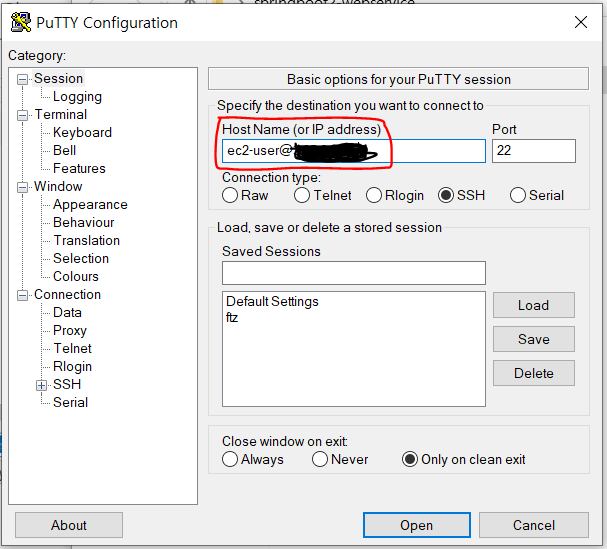 PuTTY Configuration
Category:
Session
Logging
Terminal
Keyboard
Bell
Features
Window
Appearance
Behaviour
Translation
Selection
Colours
Connection
Data
Proxy
Telnet
Rlogin
SSH
Serial
Basic options for your PuTTY session
Specify the destination you want to connect to
Host Name (or IP address) Port
ec2-user@ 22
Connection type:
Raw Telnet Rlogin SSH Serial
Load, save or delete a stored session
Saved Sessions
Default Settings
ftz
Load
Save
Delete
Close window on exit:
Always Never Only on clean exit
About Open Cancel